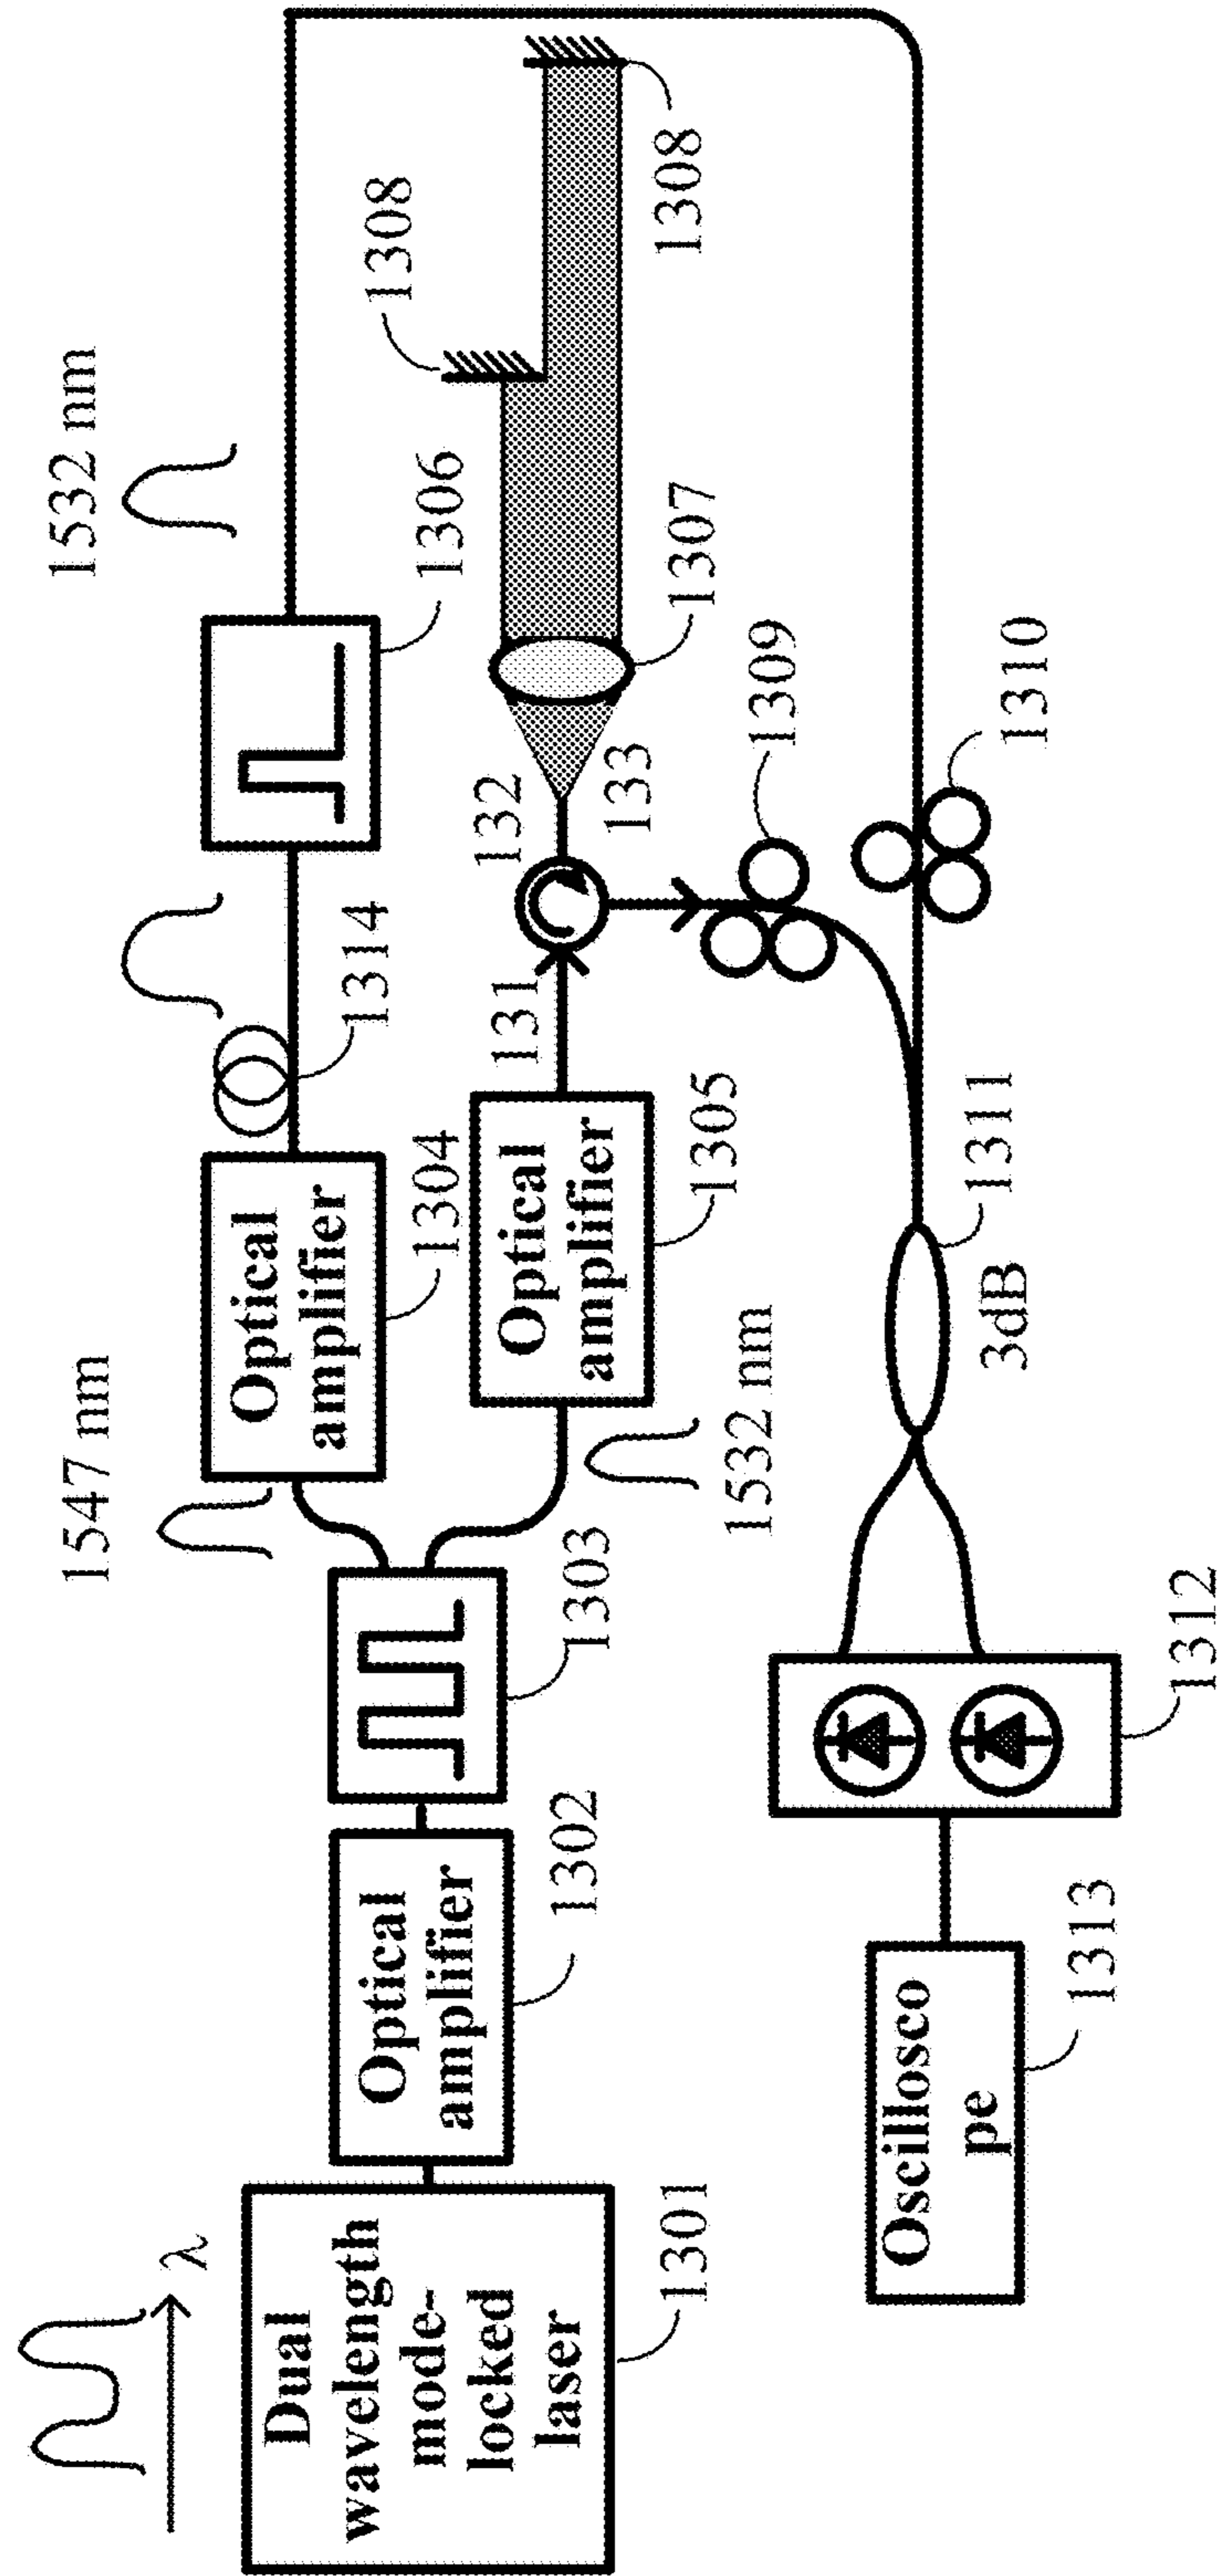 λ
Dual
wavelength
mode-
locked
laser
1301
Optical
amplifier
1302
1303
1547 nm
Optical
amplifier
1304
1314
1306
1532 nm
1532 nm
Optical
amplifier
1305
131
132
133
1307
1308
1308
1309
1310
1311
3dB
1312
Oscillosco
pe
1313